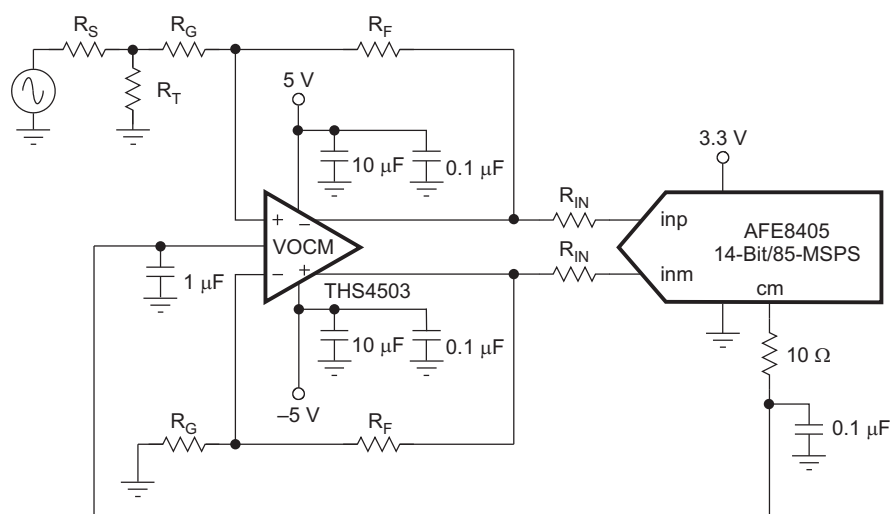 R_S
R_G
R_F
R_T
5 V
10 μF
0.1 μF
3.3 V
R_IN
+
–
inp
AFE8405
14-Bit/85-MSPS
VOCM
R_IN
inm
–
+
1 μF
THS4503
cm
10 μF
0.1 μF
10 Ω
–5 V
R_G
R_F
0.1 μF